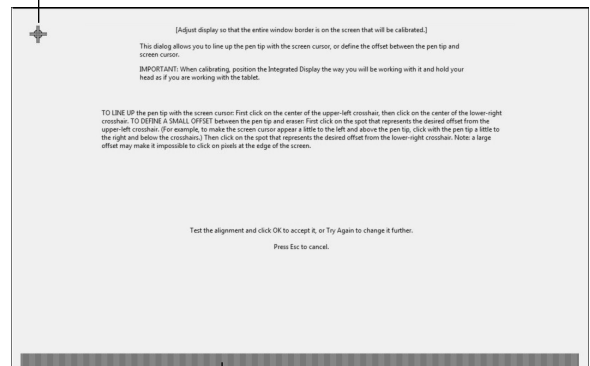 [Adjust display so that the entire window border is on the screen that will be calibrated.]
This dialog allows you to line up the pen tip with the screen cursor, or define the offset between the pen tip and
screen cursor.
IMPORTANT: When calibrating, position the Integrated Display the way you will be working with it and hold your
head as if you are working with the tablet.
TO LINE UP the pen tip with the screen cursor: First click on the center of the upper-left crosshair, then click on the center of the lower-right
crosshair. TO DEFINE A SMALL OFFSET between the pen tip and eraser: First click on the spot that represents the desired offset from the
upper-left crosshair. (For example, to make the screen cursor appear a little to the left and above the pen tip, click with the pen tip a little to
the right and below the crosshairs.) Then click on the spot that represents the desired offset from the lower-right crosshair. Note: a large
offset may make it impossible to click on pixels at the edge of the screen.
Test the alignment and click OK to accept it, or Try Again to change it further.
Press Esc to cancel.